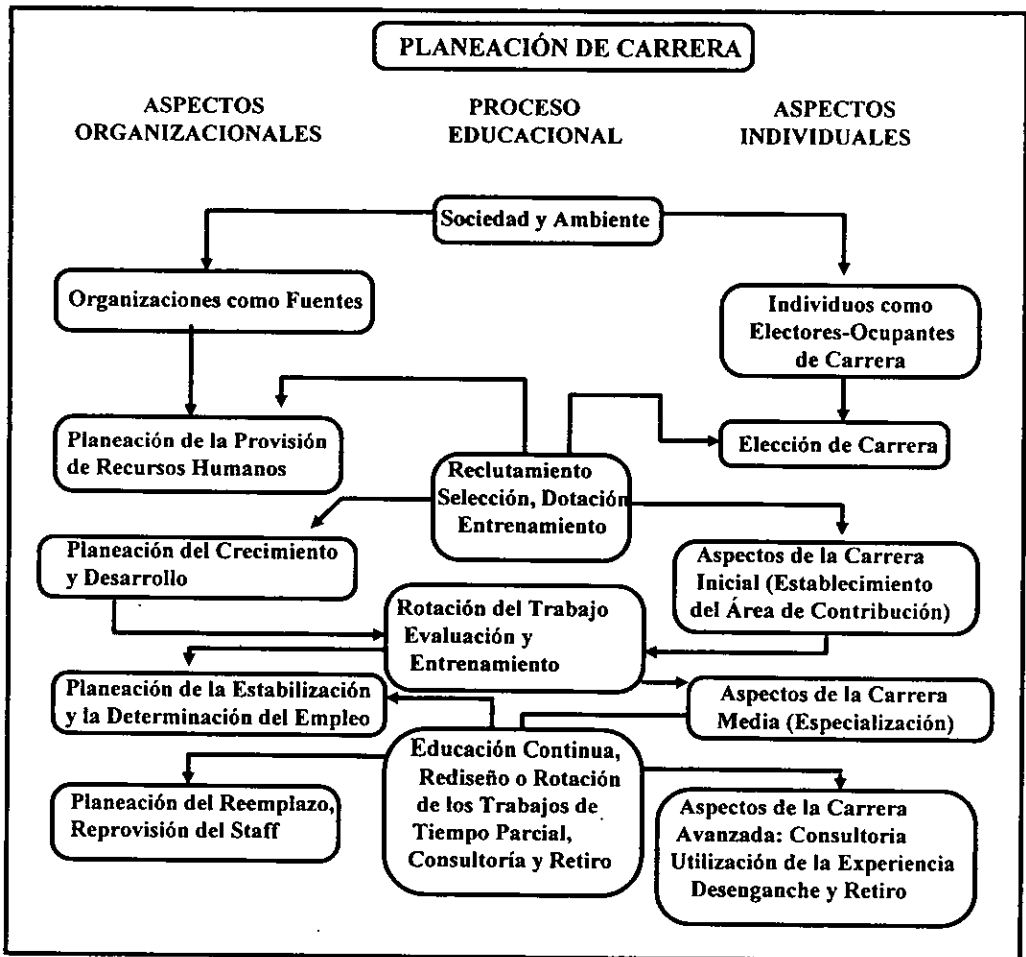 PLANEACIÓN DE CARRERA
ASPECTOS
ORGANIZACIONALES
PROCESO
EDUCACIONAL
ASPECTOS
INDIVIDUALES
Sociedad y Ambiente
Organizaciones como Fuentes
Individuos como
Electores-Ocupantes
de Carrera
Planeación de la Provisión
de Recursos Humanos
Elección de Carrera
Reclutamiento
Selección, Dotación
Entrenamiento
Planeación del Crecimiento
y Desarrollo
Aspectos de la Carrera
Inicial (Establecimiento
del Área de Contribución)
Rotación del Trabajo
Evaluación y
Entrenamiento
Planeación de la Estabilización
y la Determinación del Empleo
Aspectos de la Carrera
Media (Especialización)
Educación Continua,
Rediseño o Rotación
de los Trabajos de
Tiempo Parcial,
Consultoría y Retiro
Planeación del Reemplazo,
Reprovisión del Staff
Aspectos de la Carrera
Avanzada: Consultoria
Utilización de la Experiencia
Desenganche y Retiro